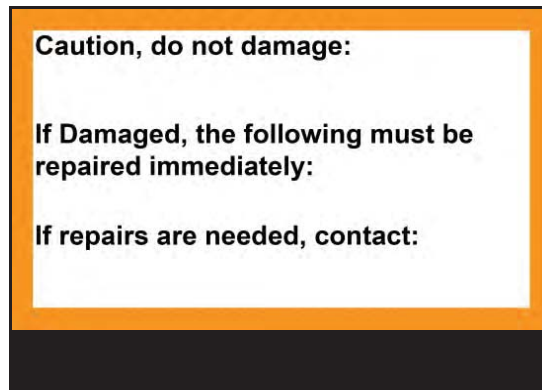 Caution, do not damage:
If Damaged, the following must be
repaired immediately:
If repairs are needed, contact: